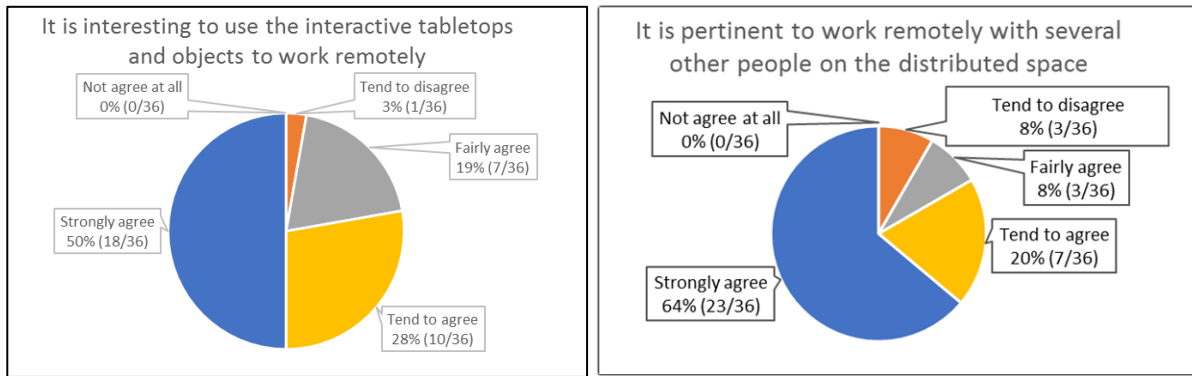 It is interesting to use the interactive tabletops
and objects to work remotely
Not agree at all
0% (0/36)
Tend to disagree
3% (1/36)
Fairly agree
19% (7/36)
Strongly agree
50% (18/36)
Tend to agree
28% (10/36)
It is pertinent to work remotely with several
other people on the distributed space
Not agree at all
0% (0/36)
Tend to disagree
8% (3/36)
Fairly agree
8% (3/36)
Tend to agree
20% (7/36)
Strongly agree
64% (23/36)